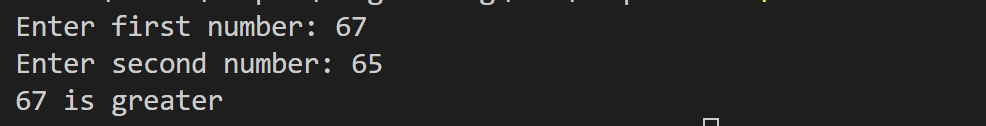 Enter first number: 67
Enter second number: 65
67 is greater